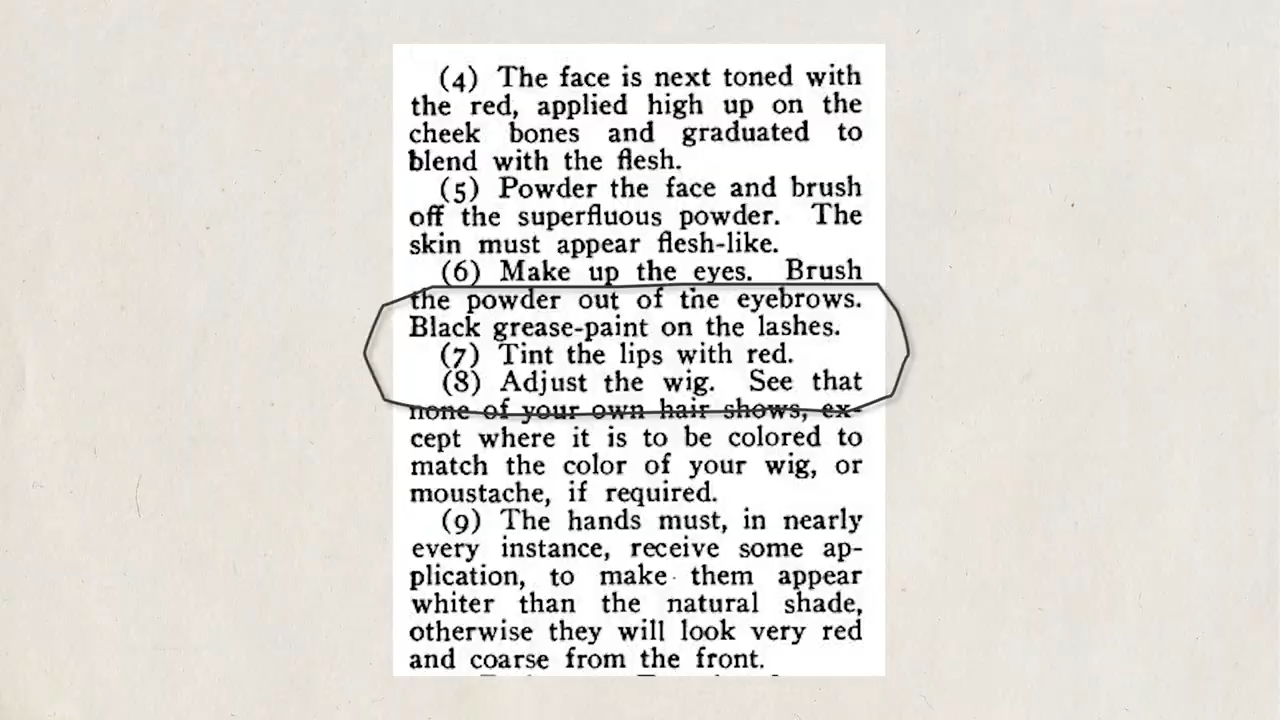 (4) The face is next toned with
the red, applied high up on the
cheek bones and graduated to
blend with the flesh.
(5) Powder the face and brush
off the superfluous powder. The
skin must appear flesh-like.
(6) Make up the eyes. Brush
the powder out of the eyebrows.
Black grease-paint on the lashes.
(7) Tint the lips with red.
(8) Adjust the wig. See that
none of your own hair shows, ex-
cept where it is to be colored to
match the color of your wig, or
moustache, if required.
(9) The hands must, in nearly
every instance, receive some ap-
plication, to make them appear
whiter than the natural shade,
otherwise they will look very red
and coarse from the front.